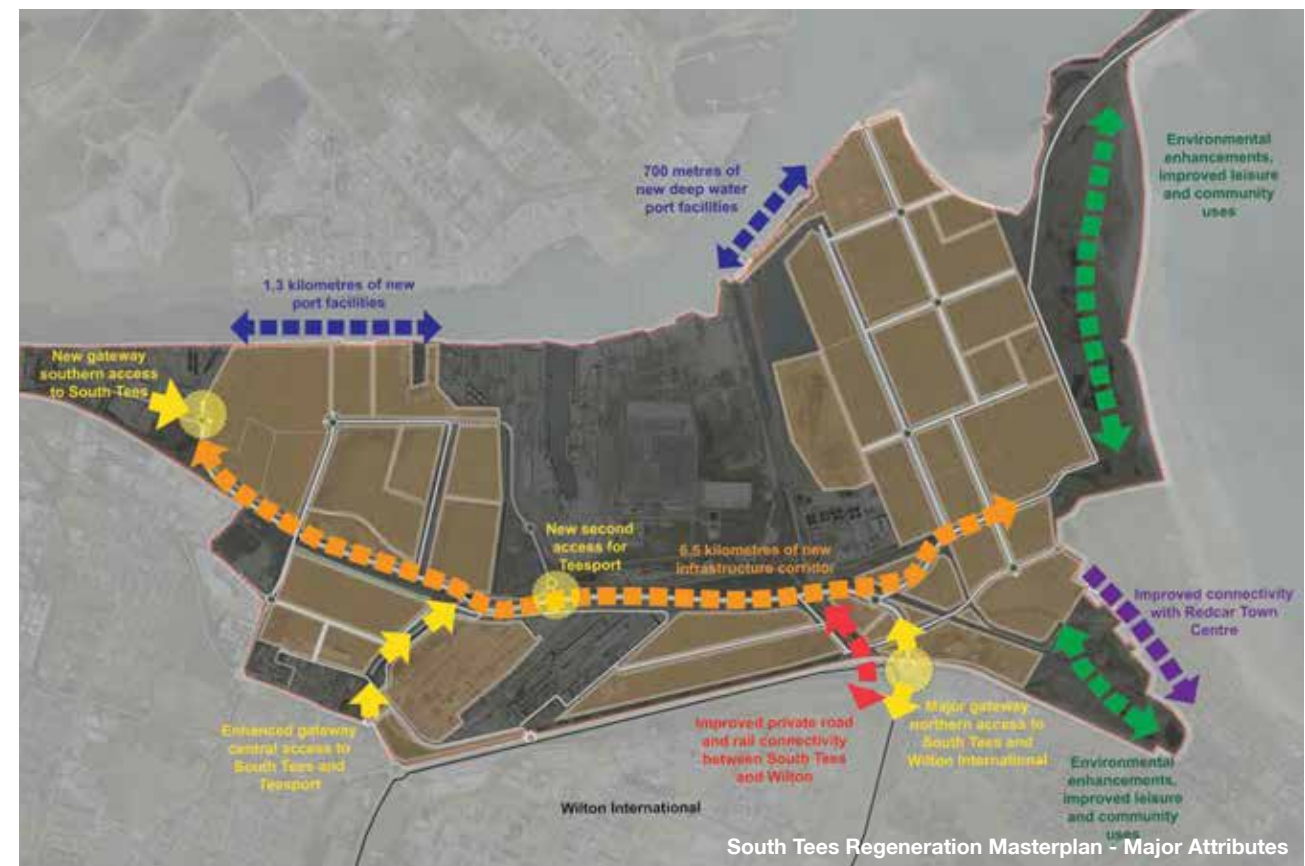 Environmental
enhancements,
improved leisure
and community
uses
700 metres of
new deep water
port facilities
1.3 kilometres of new
port facilities
New gateway
southern access
to South Tees
New second
access for
Teesport
6.5 kilometres of new
infrastructure corridor
Improved connectivity
with Redcar Town
Centre
Enhanced gateway
central access to
South Tees and
Teesport
Improved private road
and rail connectivity
between South Tees
and Wilton
Major gateway
northern access to
South Tees and
Wilton International
Environmental
enhancements,
improved leisure
and community
uses
Wilton International
South Tees Regeneration Masterplan - Major Attributes